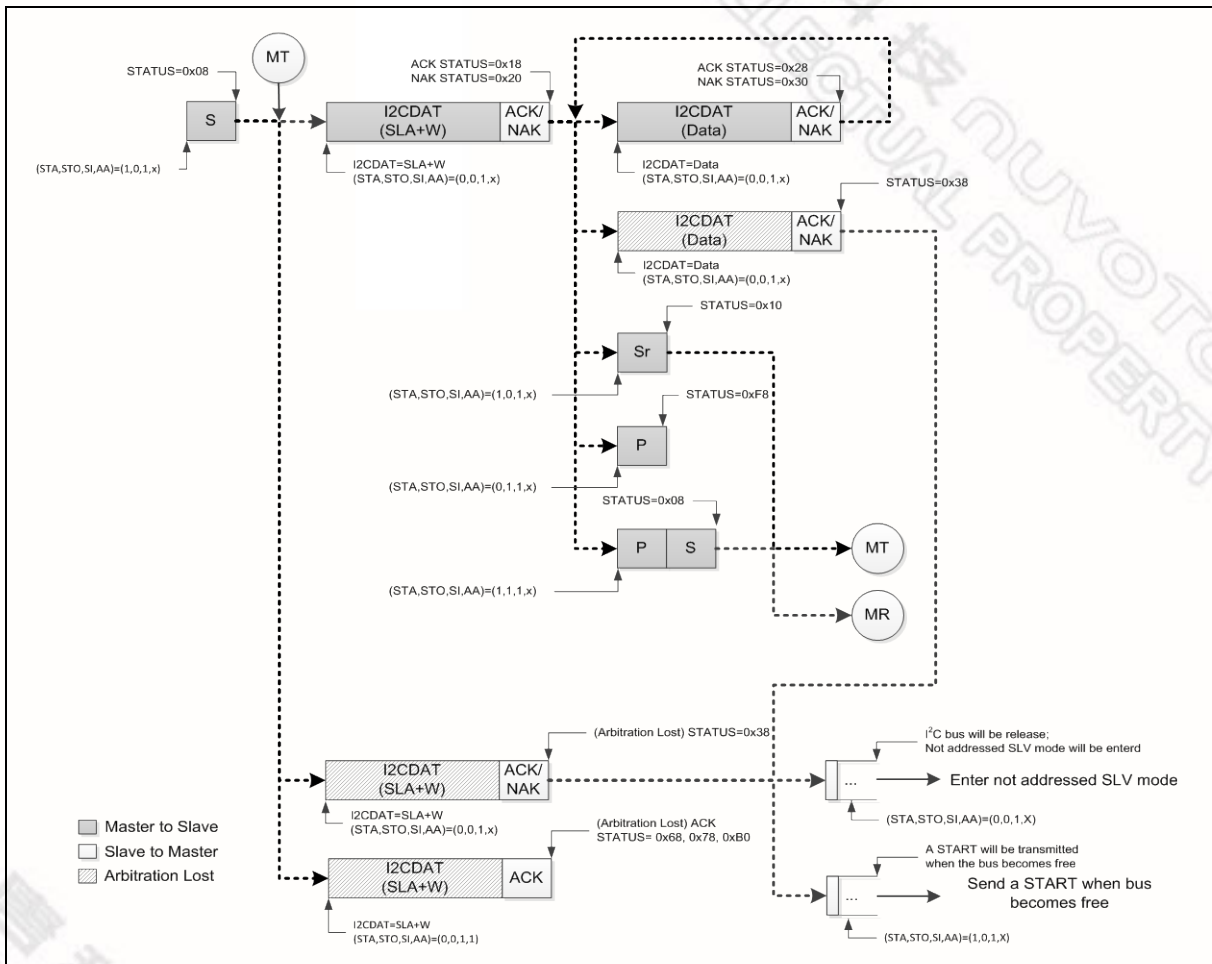 MT
STATUS=0x08
ACK STATUS=0x18
NAK STATUS=0x20
ACK STATUS=0x28
NAK STATUS=0x30
S
I2CDAT
(SLA+W)
ACK/
NAK
I2CDAT
(Data)
ACK/
NAK
(STA,STO,SI,AA)=(1,0,1,x)
I2CDAT=SLA+W
(STA,STO,SI,AA)=(0,0,1,x)
I2CDAT=Data
(STA,STO,SI,AA)=(0,0,1,x)
STATUS=0x38
I2CDAT
(Data)
ACK/
NAK
I2CDAT=Data
(STA,STO,SI,AA)=(0,0,1,x)
STATUS=0x10
Sr
(STA,STO,SI,AA)=(1,0,1,x)
STATUS=0xF8
P
(STA,STO,SI,AA)=(0,1,1,x)
STATUS=0x08
P
S
MT
(STA,STO,SI,AA)=(1,1,1,x)
MR
(Arbitration Lost) STATUS=0x38
I²C bus will be release;
Not addressed SLV mode will be enterd
I2CDAT
(SLA+W)
ACK/
NAK
...
Enter not addressed SLV mode
I2CDAT=SLA+W
(STA,STO,SI,AA)=(0,0,1,x)
(STA,STO,SI,AA)=(0,0,1,X)
Master to Slave
Slave to Master
Arbitration Lost
(Arbitration Lost) ACK
STATUS= 0x68, 0x78, 0xB0
I2CDAT
(SLA+W)
ACK
I2CDAT=SLA+W
(STA,STO,SI,AA)=(0,0,1,1)
A START will be transmitted
when the bus becomes free
...
Send a START when bus
becomes free
(STA,STO,SI,AA)=(1,0,1,X)
技 nuvoTo
LECTUAL PROPERTY